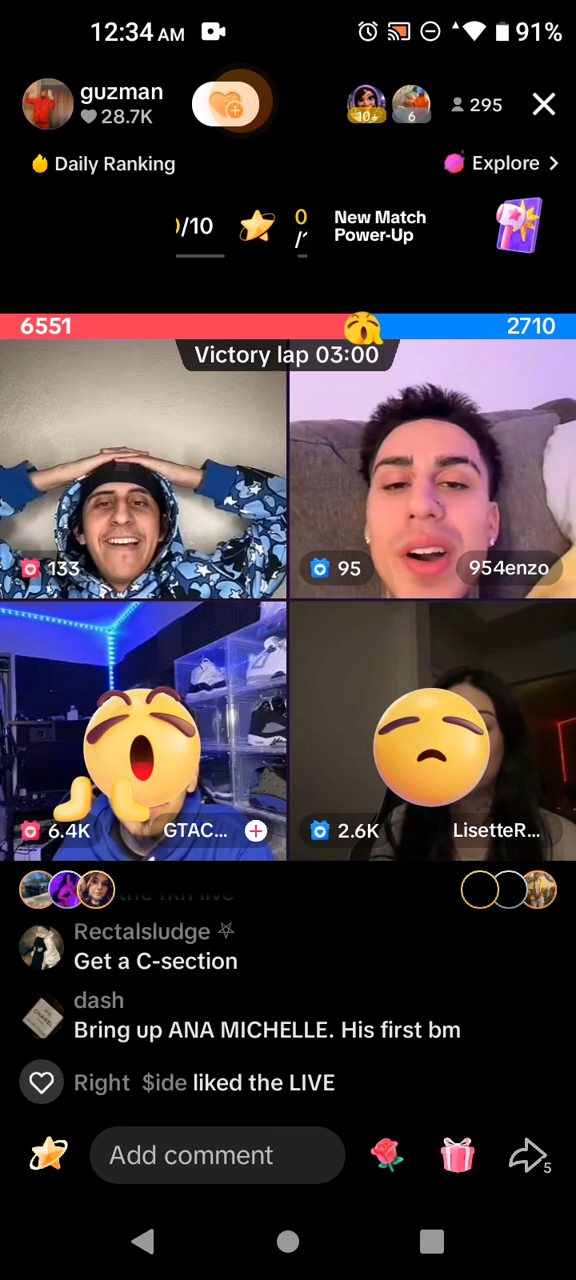 12:34 AM
91%
guzman
28.7K
10+
6
295
Daily Ranking
Explore >
/10
0
New Match
Power-Up
6551
2710
Victory lap 03:00
133
95
954enzo
6.4K
GTAC...
2.6K
LisetteR...
Rectalsludge
Get a C-section
dash
Bring up ANA MICHELLE. His first bm
Right $ide liked the LIVE
Add comment
5